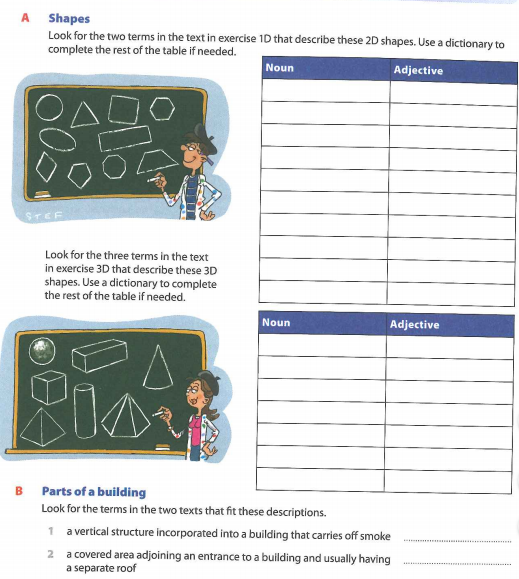 A Shapes
Look for the two terms in the text in exercise 1D that describe these 2D shapes. Use a dictionary to
complete the rest of the table if needed.
Noun Adjective
STEF
Look for the three terms in the text
in exercise 3D that describe these 3D
shapes. Use a dictionary to complete
the rest of the table if needed.
Noun Adjective
B Parts of a building
Look for the terms in the two texts that fit these descriptions.
1 a vertical structure incorporated into a building that carries off smoke
2 a covered area adjoining an entrance to a building and usually having
a separate roof